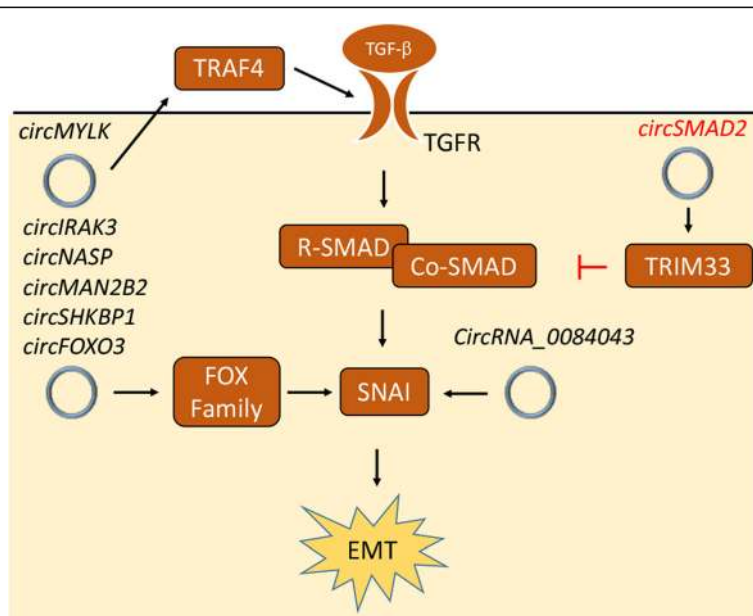 TGF-β
TRAF4
circMYLK
TGFR
circSMAD2
circIRAK3
circNASP
circMAN2B2
circSHKBP1
circFOXO3
R-SMAD
Co-SMAD
TRIM33
CircRNA_0084043
FOX
Family
SNAI
EMT